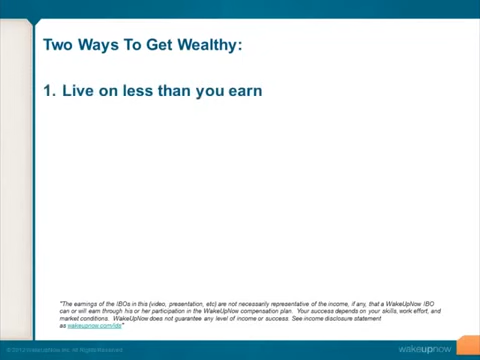 Two Ways To Get Wealthy:
1. Live on less than you earn
"The earnings of the IBOs in this (video, presentation, etc) are not necessarily representative of the income, if any, that a WakeUpNow IBO
can or will earn through his or her participation in the WakeUpNow compensation plan. Your success depends on your skills, work effort, and
market conditions. WakeUpNow does not guarantee any level of income or success. See income disclosure statement
as wakeupnow.com/ids"
Inc. All Rights Reserved.
wakeupnow